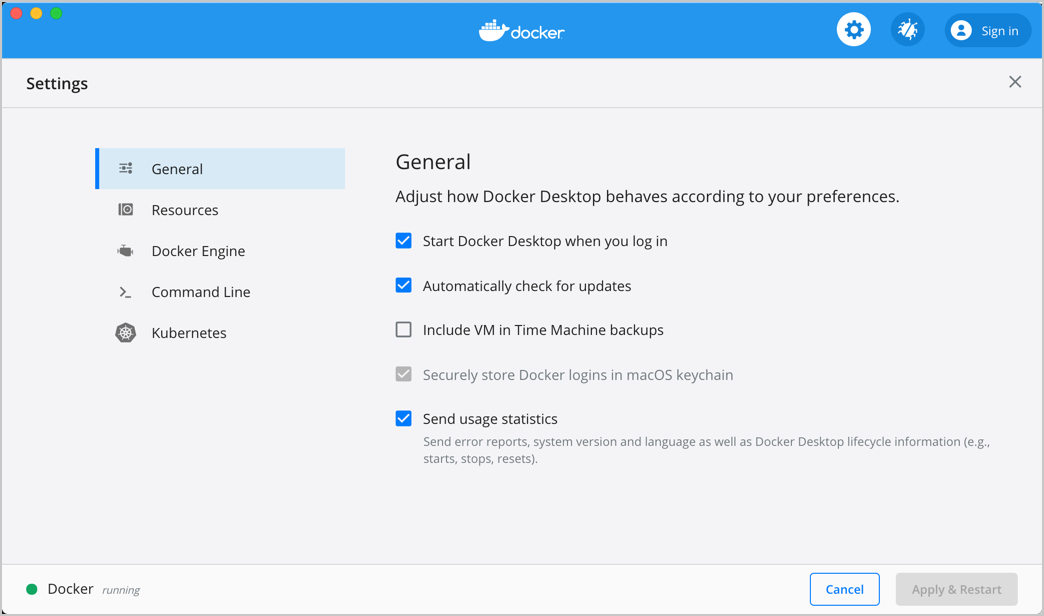 docker
Sign in
Settings
General
Resources
Docker Engine
Command Line
Kubernetes
General
Adjust how Docker Desktop behaves according to your preferences.
Start Docker Desktop when you log in
Automatically check for updates
Include VM in Time Machine backups
Securely store Docker logins in macOS keychain
Send usage statistics
Send error reports, system version and language as well as Docker Desktop lifecycle information (e.g.,
starts, stops, resets).
Docker running
Cancel
Apply & Restart